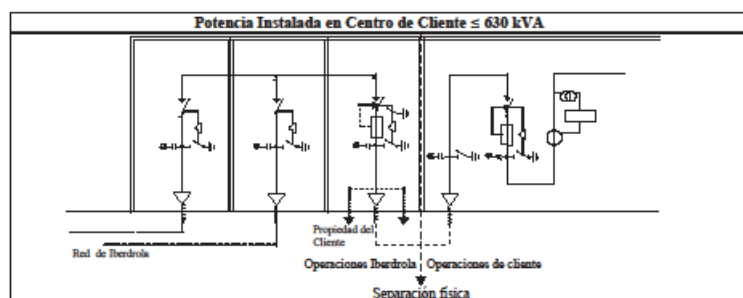 Potencia Instalada en Centro de Cliente ≤ 630 kVA
Propiedad del
Cliente
Red de Iberdrola
Operaciones Iberdrola
Operaciones de cliente
Separación física